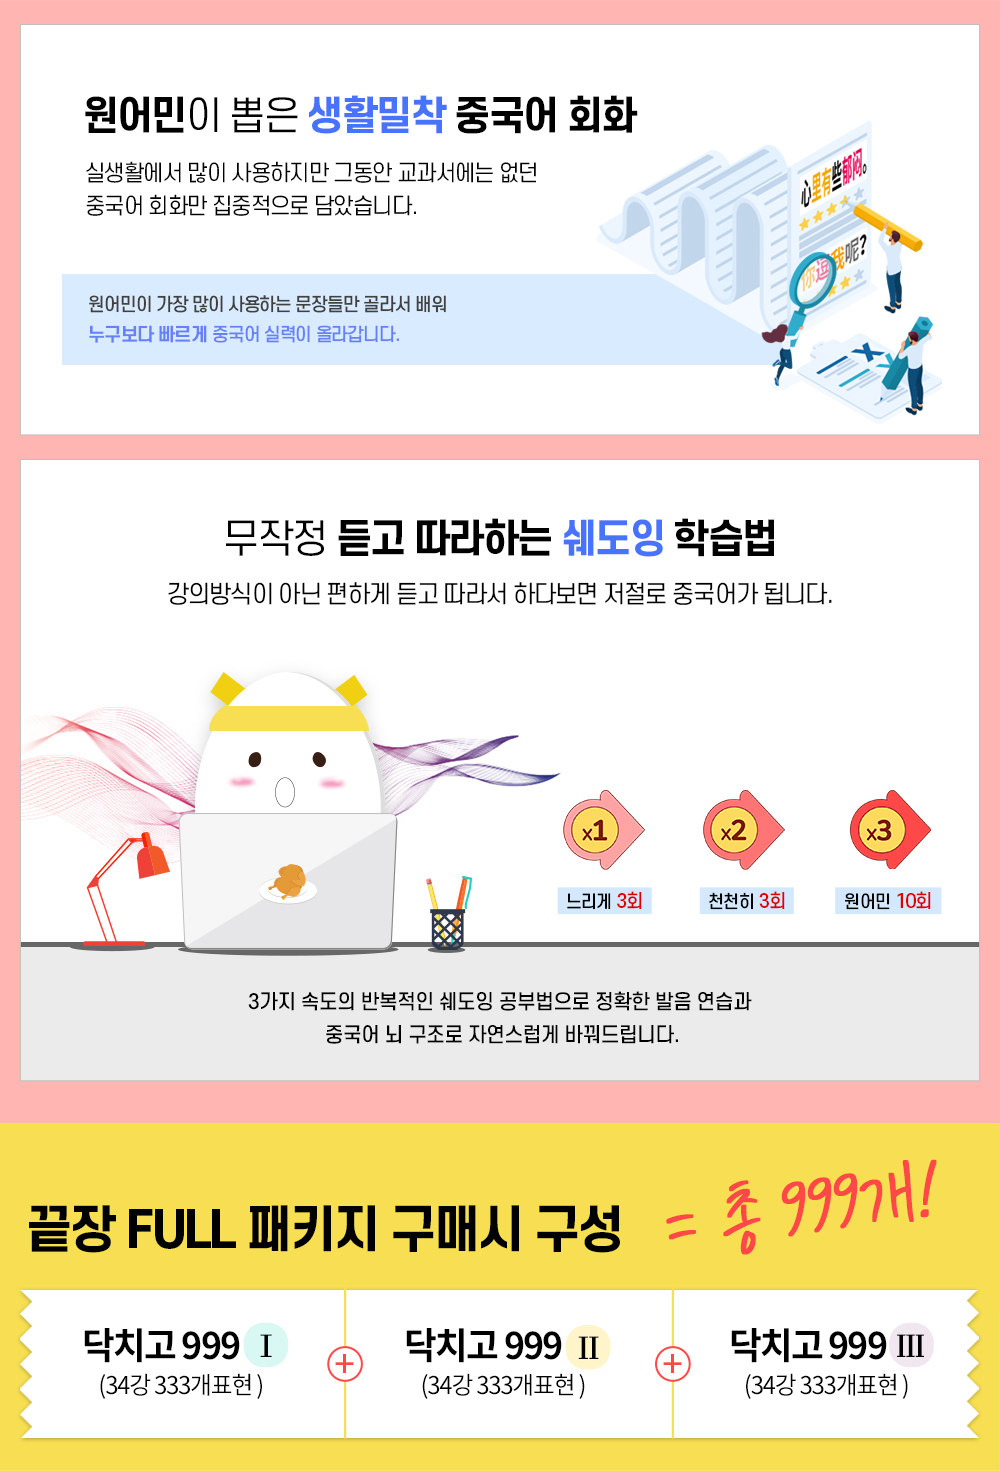 원어민이 뽑은 생활밀착 중국어 회화
실생활에서 많이 사용하지만 그동안 교과서에는 없던
중국어 회화만 집중적으로 담았습니다.
心里有些郁闷。
你逗我呢?
원어민이 가장 많이 사용하는 문장들만 골라서 배워
누구보다 빠르게 중국어 실력이 올라갑니다.
무작정 듣고 따라하는 쉐도잉 학습법
강의방식이 아닌 편하게 듣고 따라서 하다보면 저절로 중국어가 됩니다.
x1 x2 x3
느리게 3회 천천히 3회 원어민 10회
3가지 속도의 반복적인 쉐도잉 공부법으로 정확한 발음 연습과
중국어 뇌 구조로 자연스럽게 바꿔드립니다.
끝장 FULL 패키지 구매시 구성 = 총 999개!
닥치고 999 I + 닥치고 999 II + 닥치고 999 III
(34강 333개표현 ) (34강 333개표현 ) (34강 333개표현 )